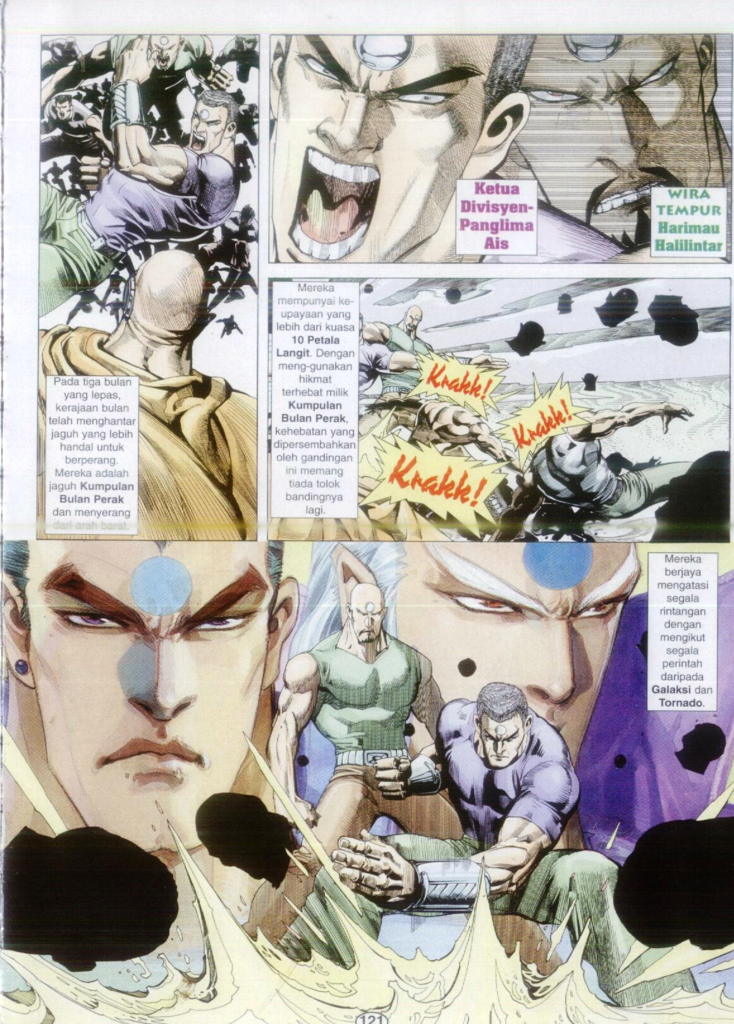 Pada tiga bulan
yang lepas,
kerajaan bulan
telah menghantar
jaguh yang lebih
handal untuk
berperang.
Mereka adalah
jaguh Kumpulan
Bulan Perak
dan menyerang
dari arah barat.
Ketua
Divisyen-
Panglima
Ais
WIRA
TEMPUR
Harimau
Halilintar
Mereka
mempunyai ke-
upayaan yang
lebih dari kuasa
10 Petala
Langit. Dengan
meng-gunakan
hikmat
terhebat milik
Kumpulan
Bulan Perak,
kehebatan yang
dipersembahkan
oleh gandingan
ini memang
tiada tolok
bandingnya
lagi.
Krakk!
Krakk!
Krakk!
Mereka
berjaya
mengatasi
segala
rintangan
dengan
mengikut
segala
perintah
daripada
Galaksi dan
Tornado.
121